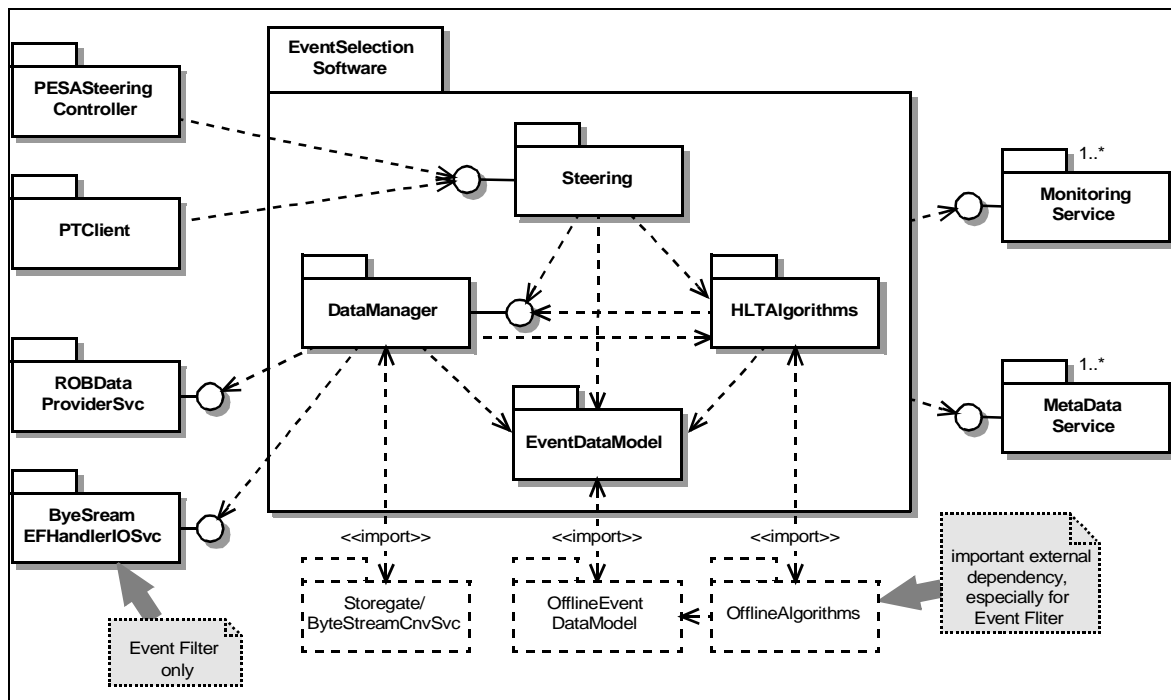 EventSelection
Software
PESASteering
Controller
Steering
1..*
Monitoring
Service
PTClient
DataManager
HLTAlgorithms
ROBData
ProviderSvc
1..*
MetaData
Service
EventDataModel
ByeSream
EFHandlerIOSvc
<<import>>
<<import>>
<<import>>
important external
dependency,
especially for
Event Fliter
Storegate/
ByteStreamCnvSvc
OfflineEvent
DataModel
OfflineAlgorithms
Event Filter
only